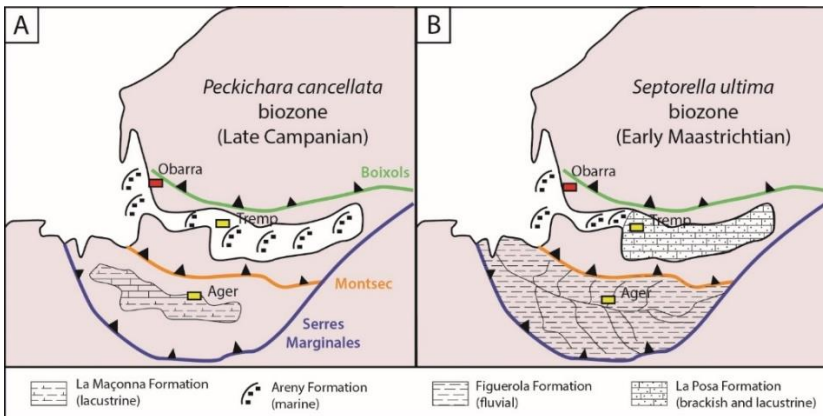 A
Peckichara cancellata
biozone
(Late Campanian)
Obarra
Boixols
Tremp
Ager
Montsec
Serres
Marginales
B
Septorella ultima
biozone
(Early Maastrichtian)
Obarra
Tremp
Ager
La Maçonna Formation
(lacustrine)
Areny Formation
(marine)
Figuerola Formation
(fluvial)
La Posa Formation
(brackish and lacustrine)